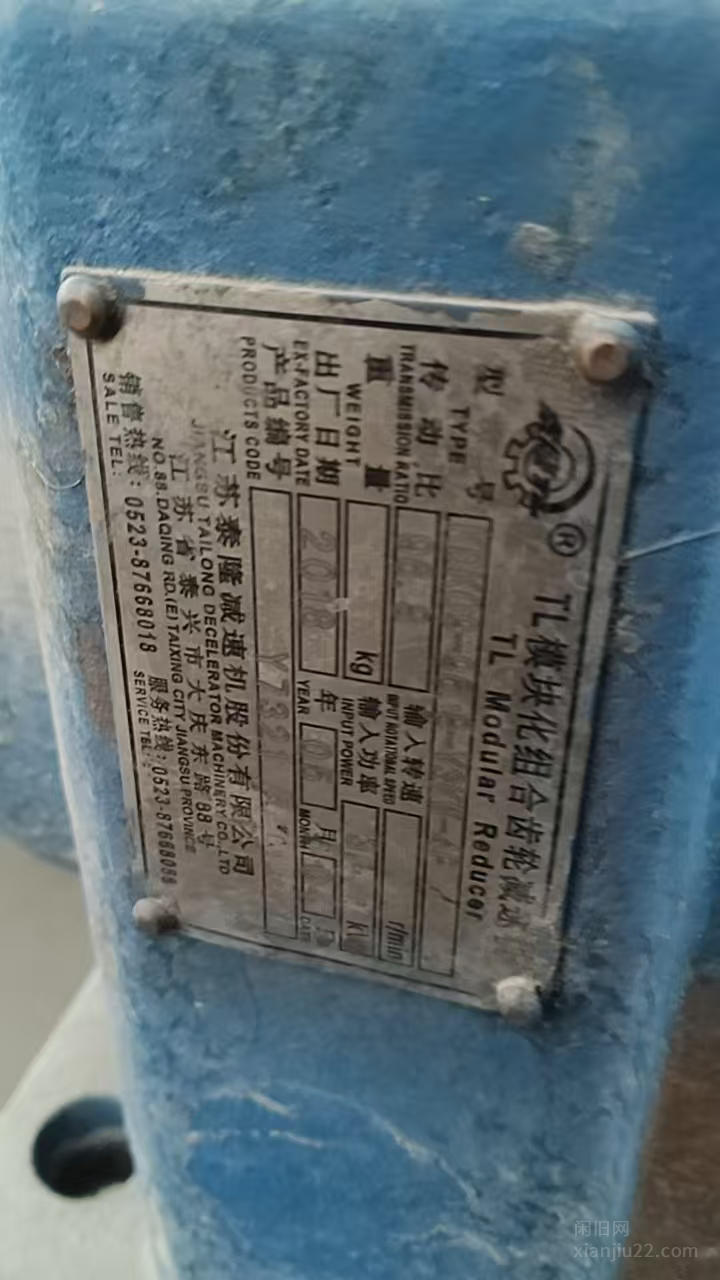 ®
TL模块化组合齿轮减速
TL Modular Reducer
型号
TYPE
传动比
TRANSMISSION RATIO
输入转速
INPUT ROTATIONAL SPEED
r/min
重量
WEIGHT
kg
输入功率
INPUT POWER
出厂日期
EX-FACTORY DATE
2018 年 月
YEAR MONTH DATE
产品编号
PRODUCTS CODE
江苏泰隆减速机股份有限公司
JIANGSU TAILONG DECELERATOR MACHINERY CO.,LTD
江苏省泰兴市大庆东路88号
NO.88.DAQING RD.(E)TAIXING CITY JIANGSU PROVINCE
销售热线:0523-87668018 服务热线:0523-87668088
SALE TEL: SERVICE TEL:
闲旧网
xianjiu22.com